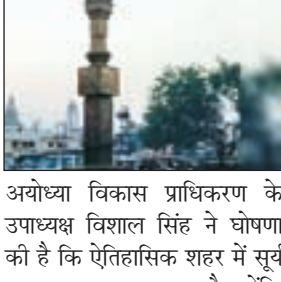 अयोध्या विकास प्राधिकरण के
उपाध्यक्ष विशाल सिंह ने घोषणा
की है कि ऐतिहासिक शहर में सूर्य